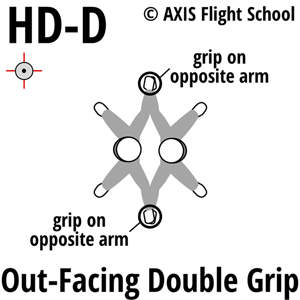 HD-D
© AXIS Flight School
grip on
opposite arm
grip on
opposite arm
Out-Facing Double Grip